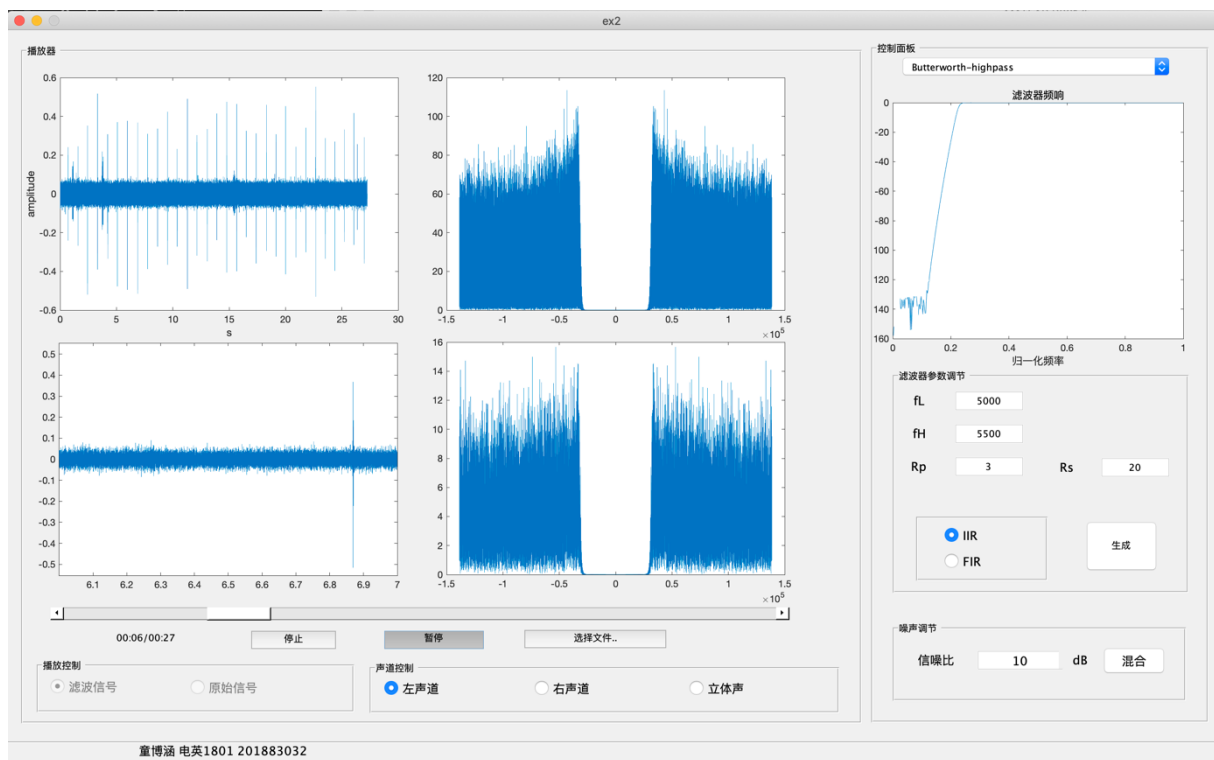 ex2
播放器
0.6
0.4
0.2
0
-0.2
-0.4
-0.6
amplitude
0 5 10 15 20 25 30
s
120
100
80
60
40
20
0
-1.5 -1 -0.5 0 0.5 1 1.5
×10⁵
0.5
0.4
0.3
0.2
0.1
0
-0.1
-0.2
-0.3
-0.4
-0.5
6.1 6.2 6.3 6.4 6.5 6.6 6.7 6.8 6.9 7
16
14
12
10
8
6
4
2
0
-1.5 -1 -0.5 0 0.5 1 1.5
×10⁵
00:06/00:27 停止 暂停 选择文件..
播放控制
滤波信号 原始信号
声道控制
左声道 右声道 立体声
控制面板
Butterworth-highpass
滤波器频响
0
-20
-40
-60
-80
100
120
140
160
0 0.2 0.4 0.6 0.8 1
归一化频率
滤波器参数调节
fL 5000
fH 5500
Rp 3 Rs 20
IIR
FIR
生成
噪声调节
信噪比 10 dB 混合
童博涵 电英1801 201883032